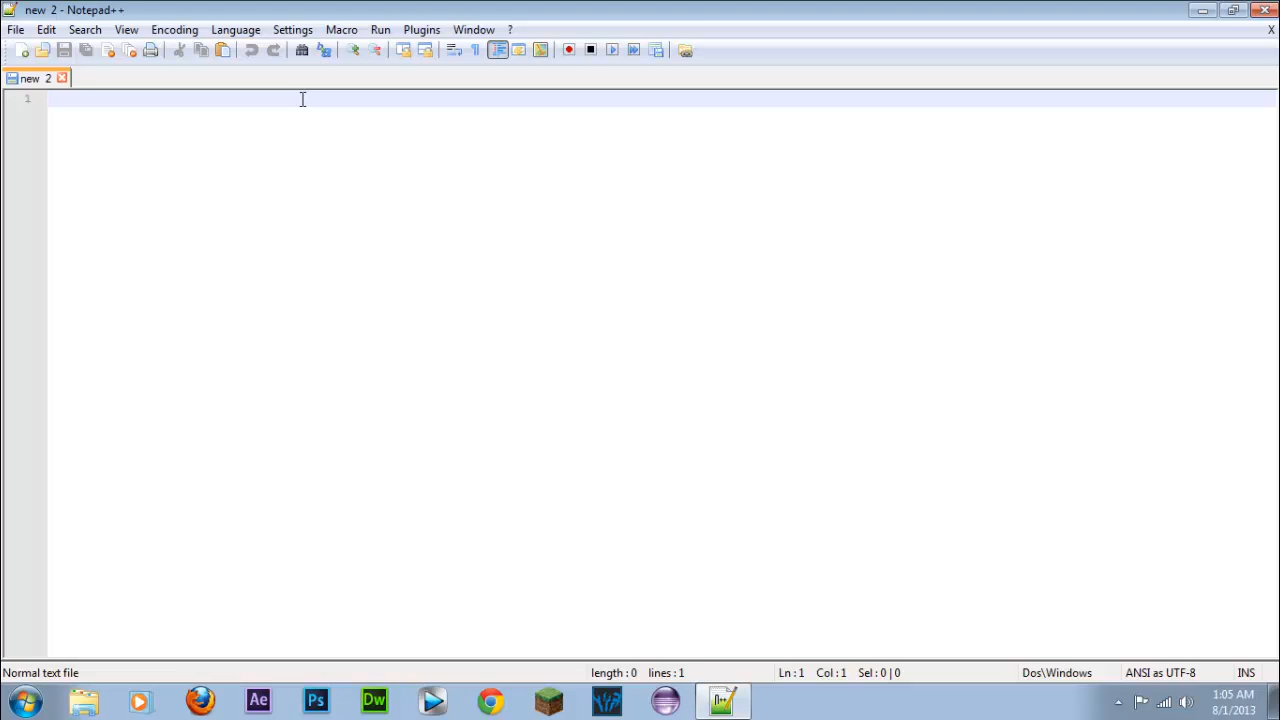 new 2 - Notepad++
File Edit Search View Encoding Language Settings Macro Run Plugins Window ? X
new 2
1
Normal text file length : 0 lines : 1 Ln : 1 Col : 1 Sel : 0 | 0 Dos\Windows ANSI as UTF-8 INS
Ae Ps Dw
1:05 AM
8/1/2013